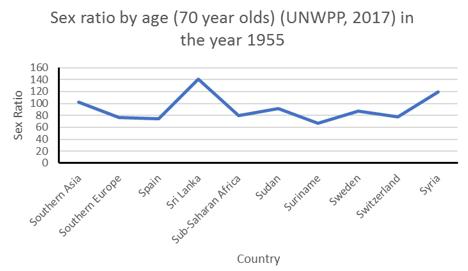 Sex ratio by age (70 year olds) (UNWPP, 2017) in
the year 1955
160
140
120
100
80
60
40
20
0
Sex Ratio
Southern Asia
Southern Europe
Spain
Sri Lanka
Sub-Saharan Africa
Sudan
Suriname
Sweden
Switzerland
Syria
Country